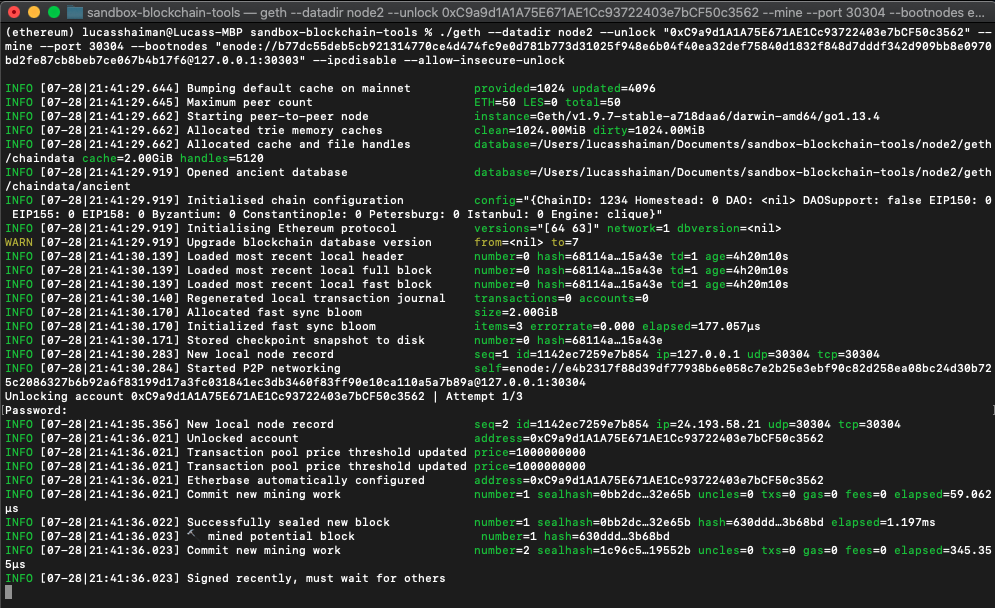 sandbox-blockchain-tools — geth --datadir node2 --unlock 0xC9a9d1A1A75E671AE1Cc93722403e7bCF50c3562 --mine --port 30304 --bootnodes e…
(ethereum) lucasshaiman@Lucass-MBP sandbox-blockchain-tools % ./geth --datadir node2 --unlock "0xC9a9d1A1A75E671AE1Cc93722403e7bCF50c3562" --
mine --port 30304 --bootnodes "enode://b77dc55deb5cb921314770ce4d474fc9e0d781b773d31025f948e6b04f40ea32def75840d1832f848d7dddf342d909bb8e0970
bd2fe87cb8beb7ce067b4b17f6@127.0.0.1:30303" --ipcdisable --allow-insecure-unlock
INFO [07-28|21:41:29.644] Bumping default cache on mainnet provided=1024 updated=4096
INFO [07-28|21:41:29.645] Maximum peer count ETH=50 LES=0 total=50
INFO [07-28|21:41:29.662] Starting peer-to-peer node instance=Geth/v1.9.7-stable-a718daa6/darwin-amd64/go1.13.4
INFO [07-28|21:41:29.662] Allocated trie memory caches clean=1024.00MiB dirty=1024.00MiB
INFO [07-28|21:41:29.662] Allocated cache and file handles database=/Users/lucasshaiman/Documents/sandbox-blockchain-tools/node2/geth
/chaindata cache=2.00GiB handles=5120
INFO [07-28|21:41:29.919] Opened ancient database database=/Users/lucasshaiman/Documents/sandbox-blockchain-tools/node2/geth
/chaindata/ancient
INFO [07-28|21:41:29.919] Initialised chain configuration config="{ChainID: 1234 Homestead: 0 DAO: <nil> DAOSupport: false EIP150: 0
EIP155: 0 EIP158: 0 Byzantium: 0 Constantinople: 0 Petersburg: 0 Istanbul: 0 Engine: clique}"
INFO [07-28|21:41:29.919] Initialising Ethereum protocol versions="[64 63]" network=1 dbversion=<nil>
WARN [07-28|21:41:29.919] Upgrade blockchain database version from=<nil> to=7
INFO [07-28|21:41:30.139] Loaded most recent local header number=0 hash=68114a…15a43e td=1 age=4h20m10s
INFO [07-28|21:41:30.139] Loaded most recent local full block number=0 hash=68114a…15a43e td=1 age=4h20m10s
INFO [07-28|21:41:30.139] Loaded most recent local fast block number=0 hash=68114a…15a43e td=1 age=4h20m10s
INFO [07-28|21:41:30.140] Regenerated local transaction journal transactions=0 accounts=0
INFO [07-28|21:41:30.170] Allocated fast sync bloom size=2.00GiB
INFO [07-28|21:41:30.170] Initialized fast sync bloom items=3 errorrate=0.000 elapsed=177.057µs
INFO [07-28|21:41:30.171] Stored checkpoint snapshot to disk number=0 hash=68114a…15a43e
INFO [07-28|21:41:30.283] New local node record seq=1 id=1142ec7259e7b854 ip=127.0.0.1 udp=30304 tcp=30304
INFO [07-28|21:41:30.284] Started P2P networking self=enode://e4b2317f88d39df77938b6e058c7e2b25e3ebf90c82d258ea08bc24d30b72
5c2086327b6b92a6f83199d17a3fc031841ec3db3460f83ff90e10ca110a5a7b89a@127.0.0.1:30304
Unlocking account 0xC9a9d1A1A75E671AE1Cc93722403e7bCF50c3562 | Attempt 1/3
Password:
INFO [07-28|21:41:35.356] New local node record seq=2 id=1142ec7259e7b854 ip=24.193.58.21 udp=30304 tcp=30304
INFO [07-28|21:41:36.021] Unlocked account address=0xC9a9d1A1A75E671AE1Cc93722403e7bCF50c3562
INFO [07-28|21:41:36.021] Transaction pool price threshold updated price=1000000000
INFO [07-28|21:41:36.021] Transaction pool price threshold updated price=1000000000
INFO [07-28|21:41:36.021] Etherbase automatically configured address=0xC9a9d1A1A75E671AE1Cc93722403e7bCF50c3562
INFO [07-28|21:41:36.021] Commit new mining work number=1 sealhash=0bb2dc…32e65b uncles=0 txs=0 gas=0 fees=0 elapsed=59.062
µs
INFO [07-28|21:41:36.022] Successfully sealed new block number=1 sealhash=0bb2dc…32e65b hash=630ddd…3b68bd elapsed=1.197ms
INFO [07-28|21:41:36.023] 🔨 mined potential block number=1 hash=630ddd…3b68bd
INFO [07-28|21:41:36.023] Commit new mining work number=2 sealhash=1c96c5…19552b uncles=0 txs=0 gas=0 fees=0 elapsed=345.35
5µs
INFO [07-28|21:41:36.023] Signed recently, must wait for others